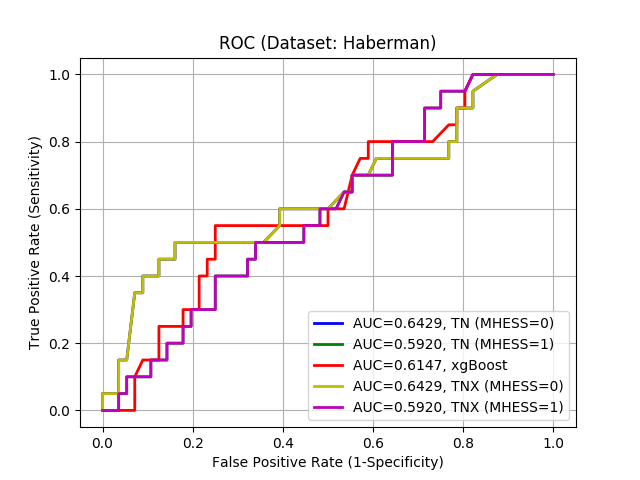 ROC (Dataset: Haberman)
True Positive Rate (Sensitivity)
1.0
0.8
0.6
0.4
0.2
0.0
AUC=0.6429, TN (MHESS=0)
AUC=0.5920, TN (MHESS=1)
AUC=0.6147, xgBoost
AUC=0.6429, TNX (MHESS=0)
AUC=0.5920, TNX (MHESS=1)
0.0 0.2 0.4 0.6 0.8 1.0
False Positive Rate (1-Specificity)